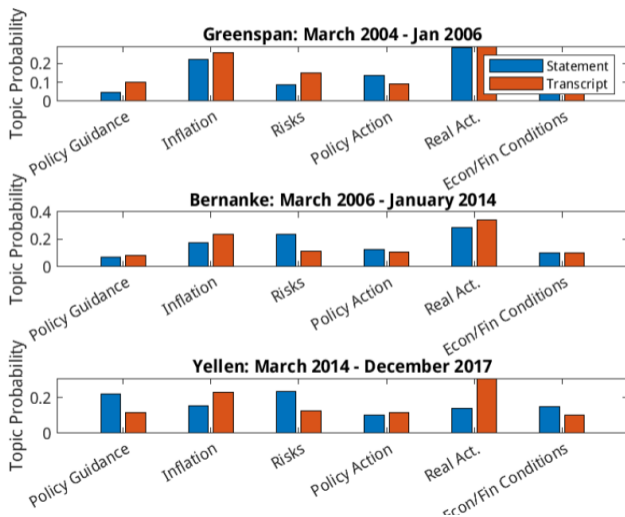 Greenspan: March 2004 - Jan 2006
Topic Probability
0.2
0.1
0
Statement
Transcript
Policy Guidance
Inflation
Risks
Policy Action
Real Act.
Econ/Fin Conditions
Bernanke: March 2006 - January 2014
Topic Probability
0.4
0.2
0
Policy Guidance
Inflation
Risks
Policy Action
Real Act.
Econ/Fin Conditions
Yellen: March 2014 - December 2017
Topic Probability
0.2
0
Policy Guidance
Inflation
Risks
Policy Action
Real Act.
Econ/Fin Conditions